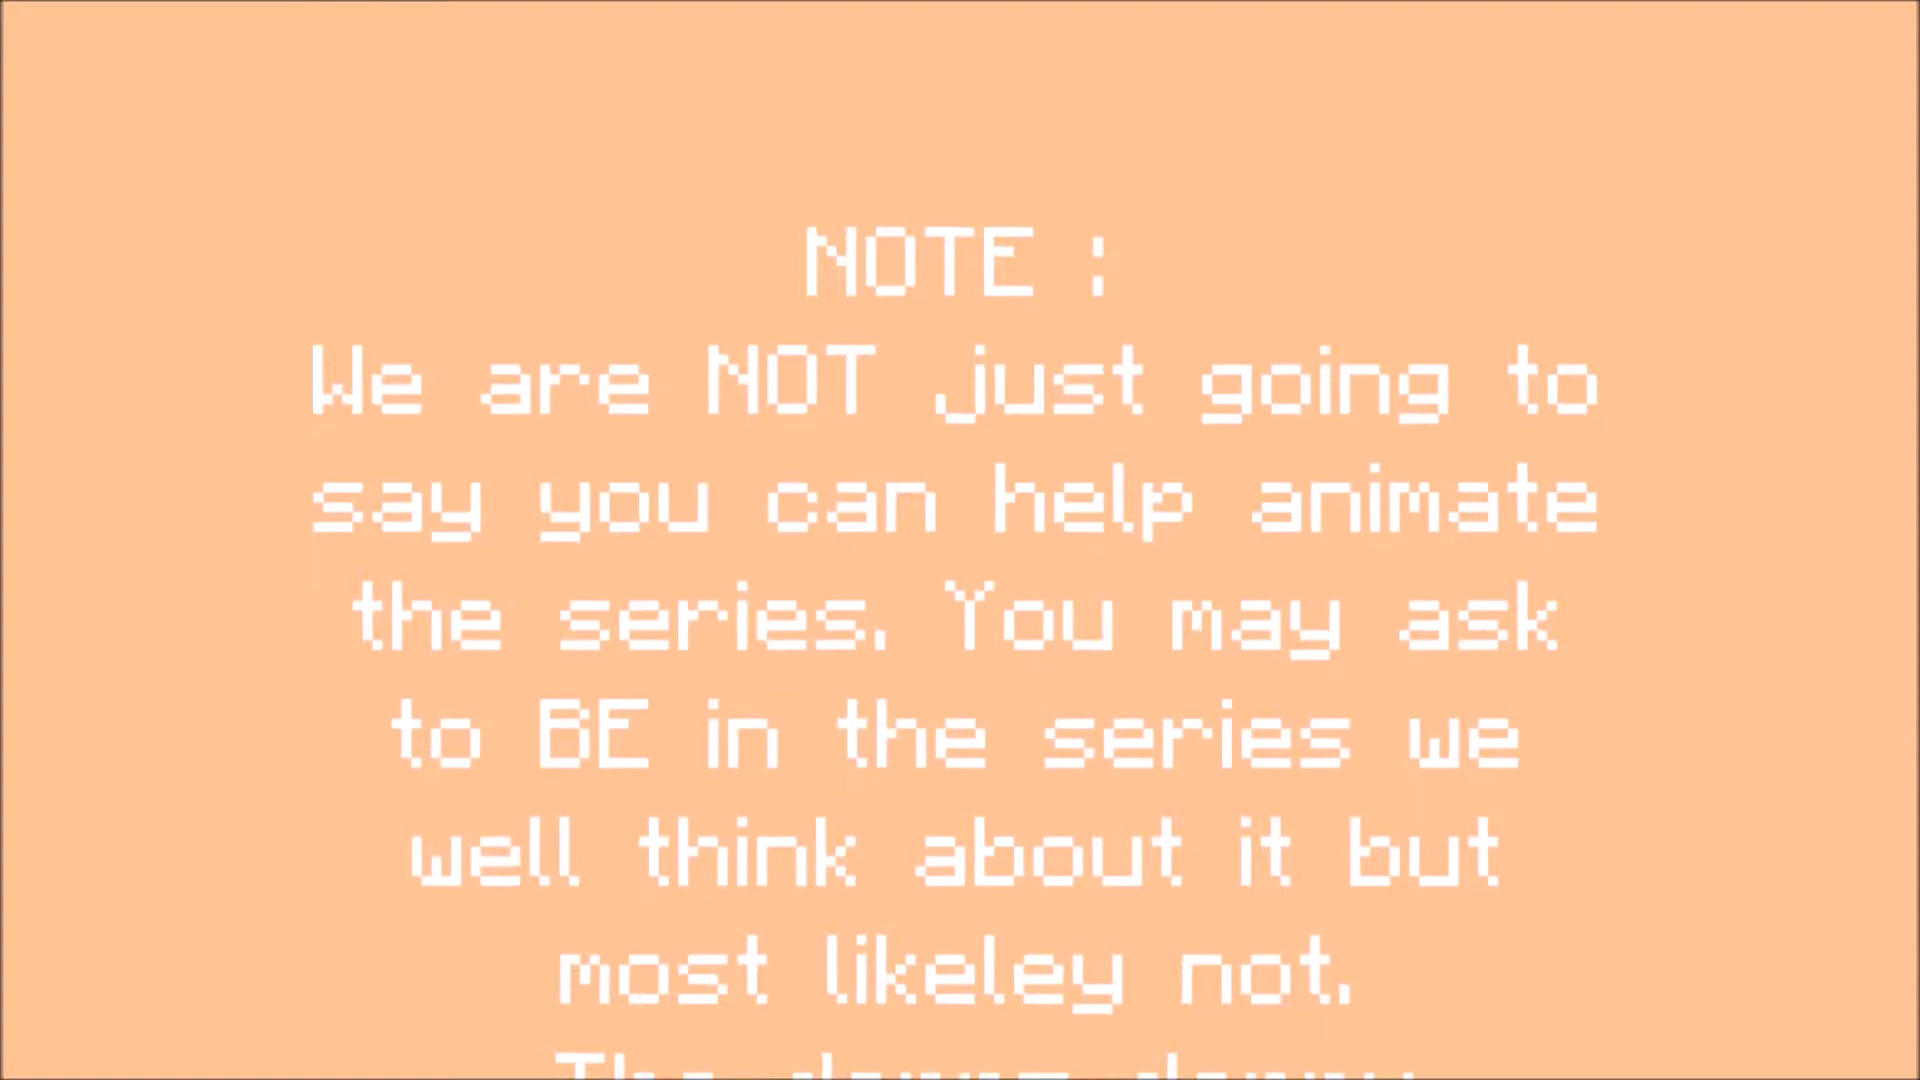 NOTE :
We are NOT just going to
say you can help animate
the series. You may ask
to BE in the series we
well think about it but
most likeley not.
The